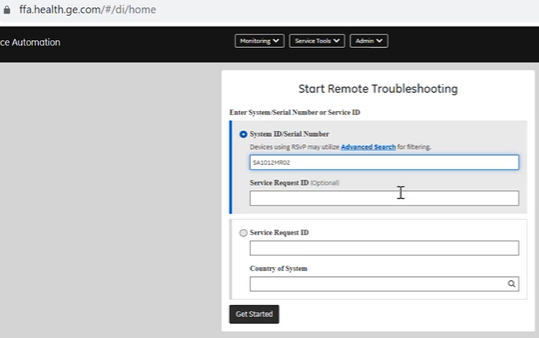 ffa.health.ge.com/#/di/home
ce Automation
Monitoring
Service Tools
Admin
Start Remote Troubleshooting
Enter System/Serial Number or Service ID
System ID/Serial Number
Devices using RSvP may utilize Advanced Search for filtering.
SA1012MR02
Service Request ID (Optional)
Service Request ID
Country of System
Get Started